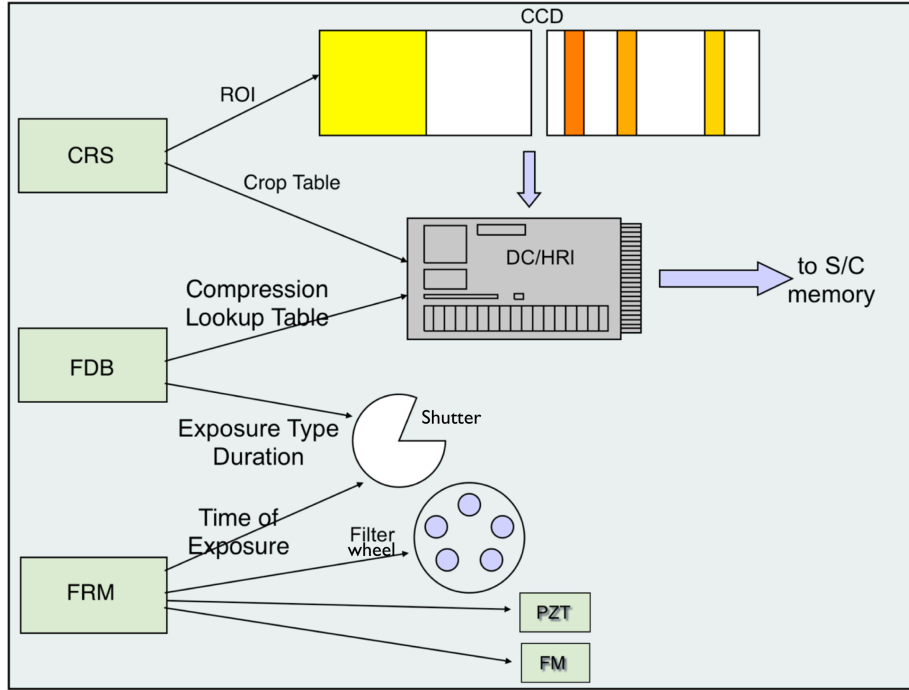 CCD
ROI
CRS
Crop Table
DC/HRI
to S/C
memory
Compression
Lookup Table
FDB
Shutter
Exposure Type
Duration
Time of
Exposure
Filter
wheel
FRM
PZT
FM